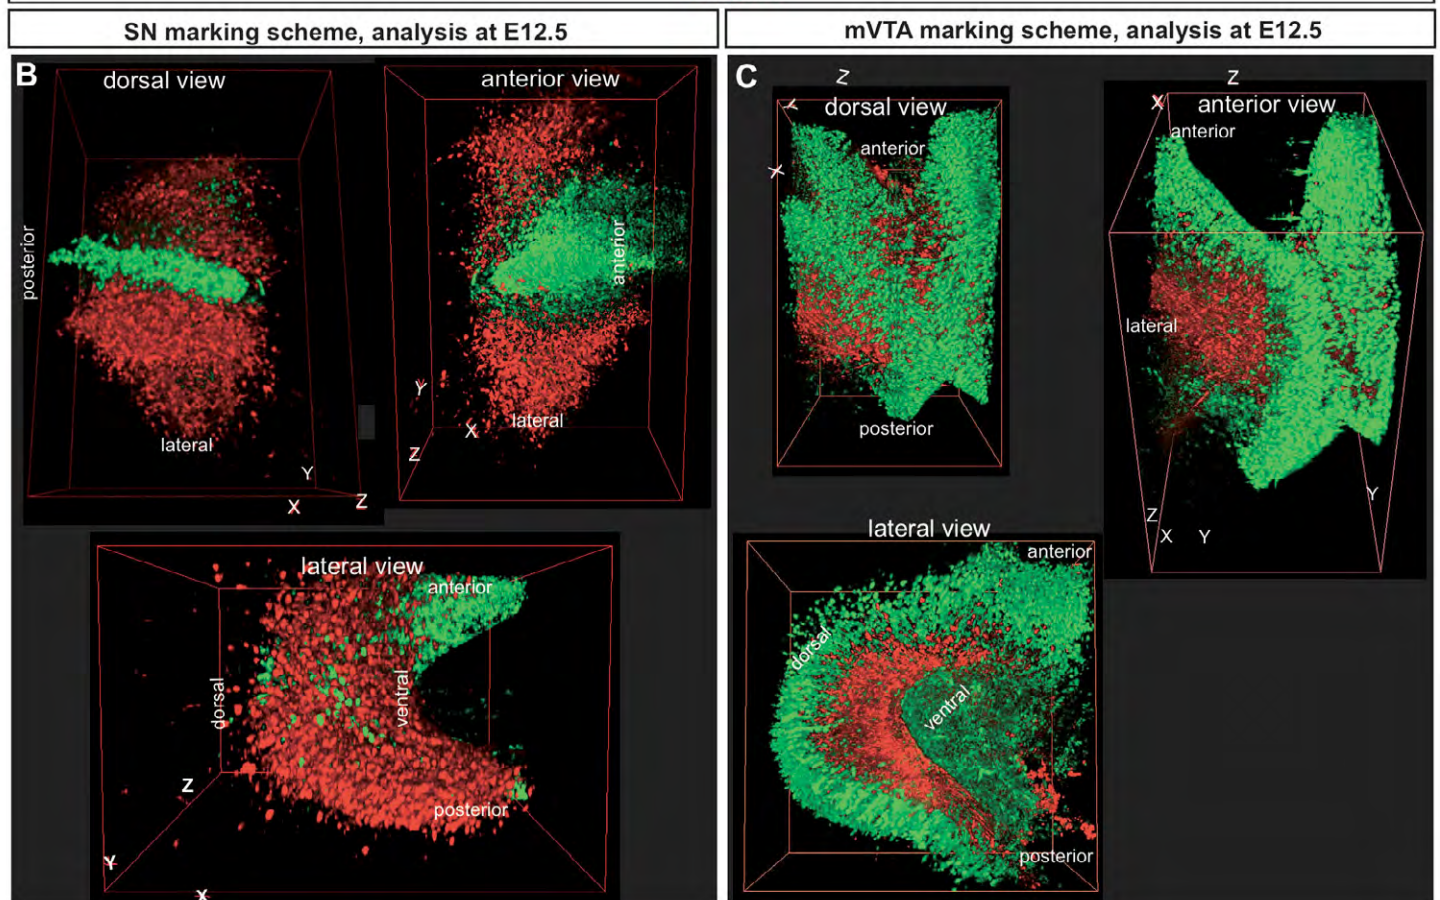 SN marking scheme, analysis at E12.5
mVTA marking scheme, analysis at E12.5
B
dorsal view
posterior
lateral
Y
X
Z
anterior view
anterior
Y
X
Z
lateral
lateral view
anterior
dorsal
ventral
Z
posterior
Y
X
C
Z
dorsal view
anterior
X
posterior
Z
X
anterior view
anterior
lateral
Y
Z
X
Y
lateral view
anterior
dorsal
ventral
posterior